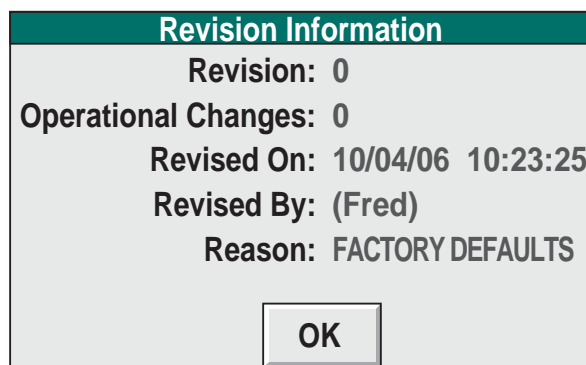 Revision Information
Revision: 0
Operational Changes: 0
Revised On: 10/04/06 10:23:25
Revised By: (Fred)
Reason: FACTORY DEFAULTS
OK